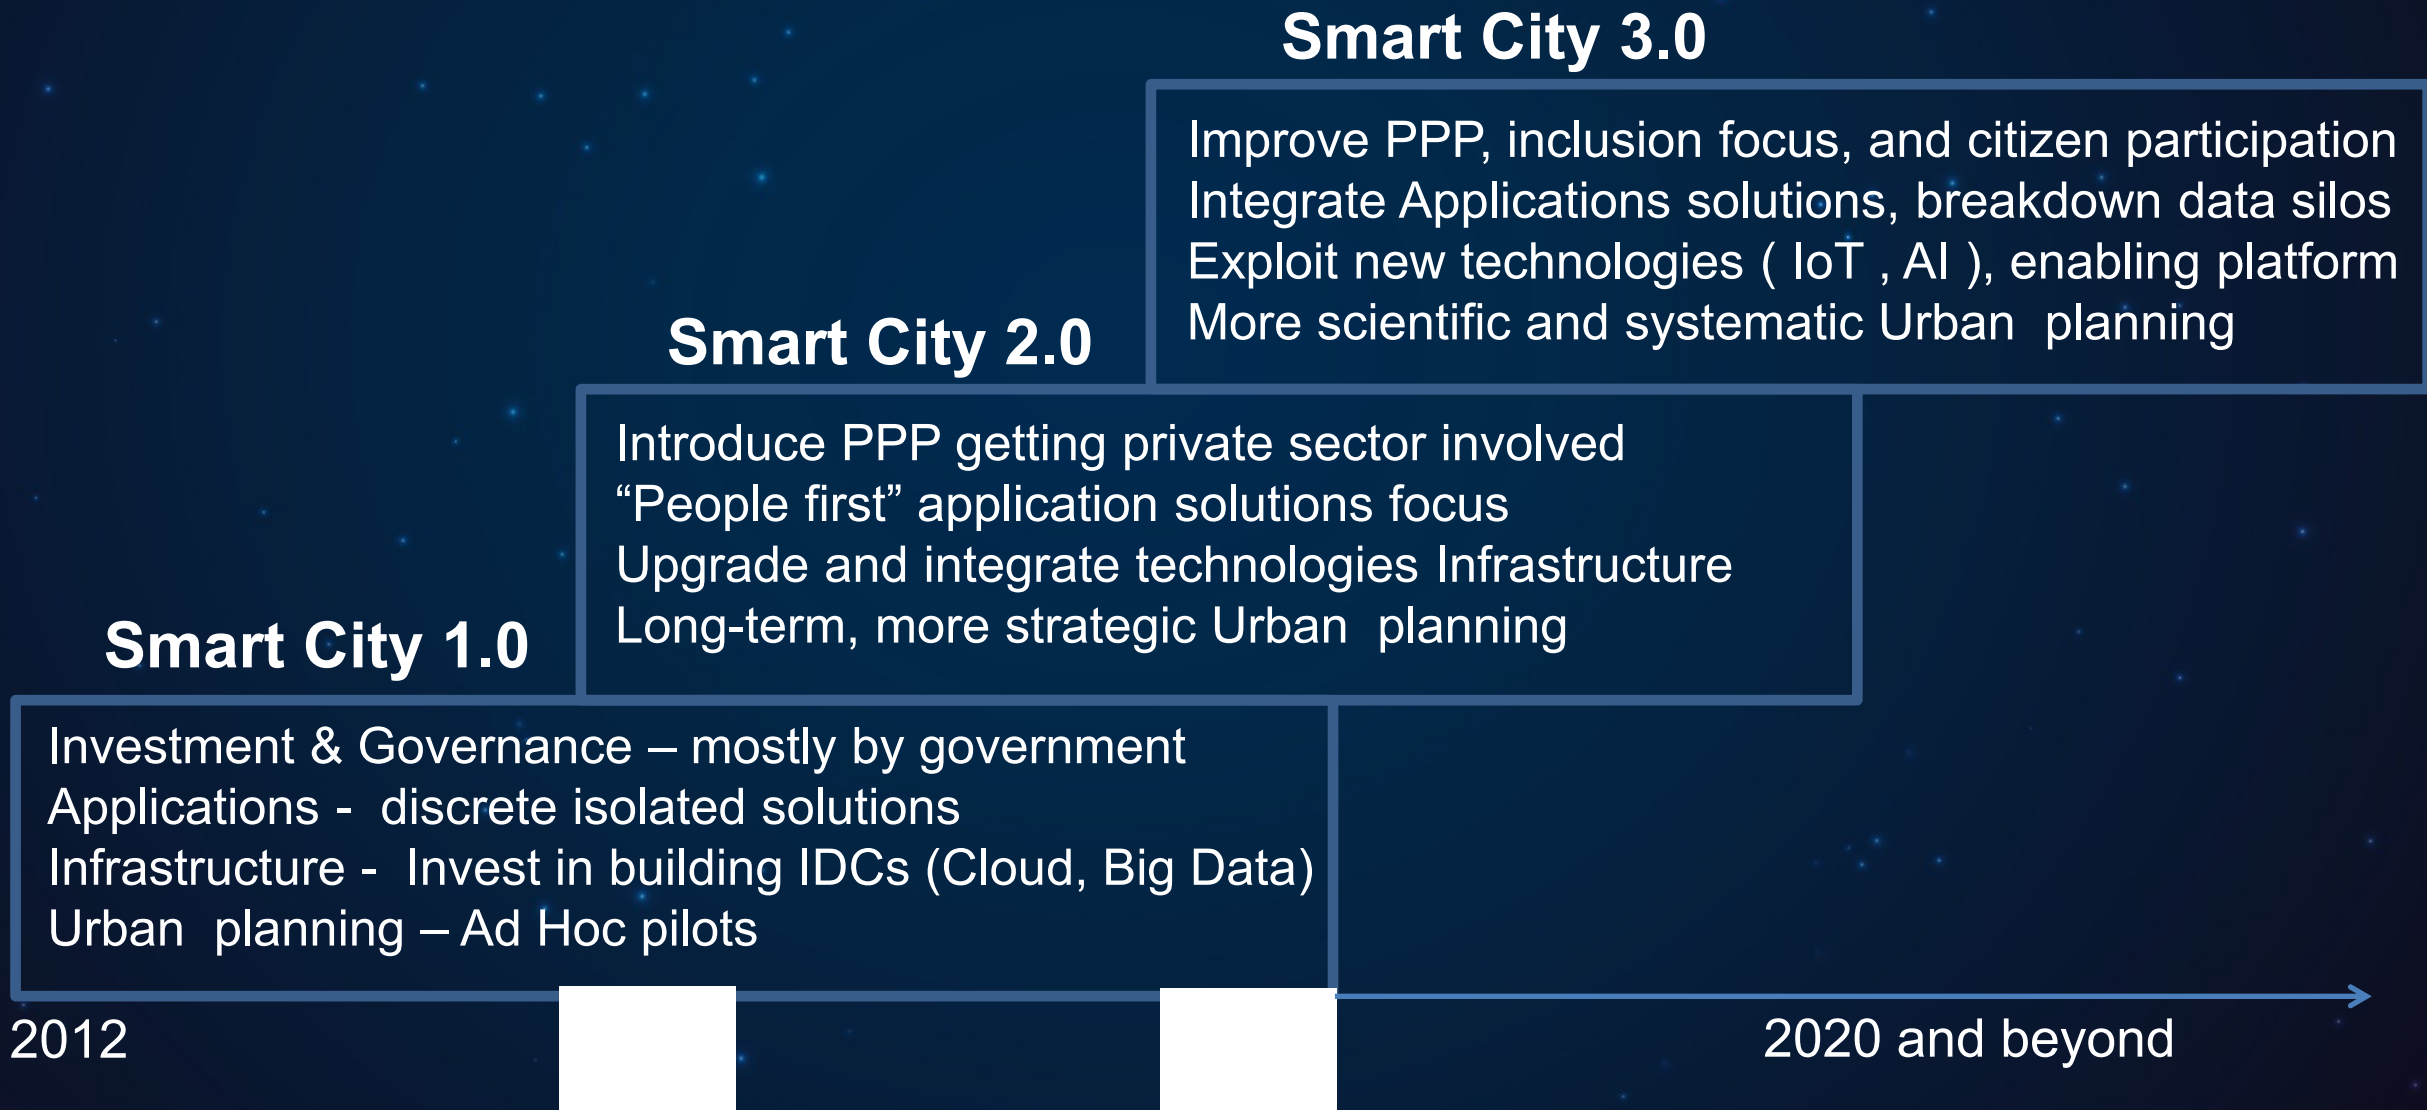 Smart City 3.0
Improve PPP, inclusion focus, and citizen participation
Integrate Applications solutions, breakdown data silos
Exploit new technologies ( IoT , AI ), enabling platform
More scientific and systematic Urban planning
Smart City 2.0
Introduce PPP getting private sector involved
“People first” application solutions focus
Upgrade and integrate technologies Infrastructure
Long-term, more strategic Urban planning
Smart City 1.0
Investment & Governance – mostly by government
Applications - discrete isolated solutions
Infrastructure - Invest in building IDCs (Cloud, Big Data)
Urban planning – Ad Hoc pilots
2012
2020 and beyond